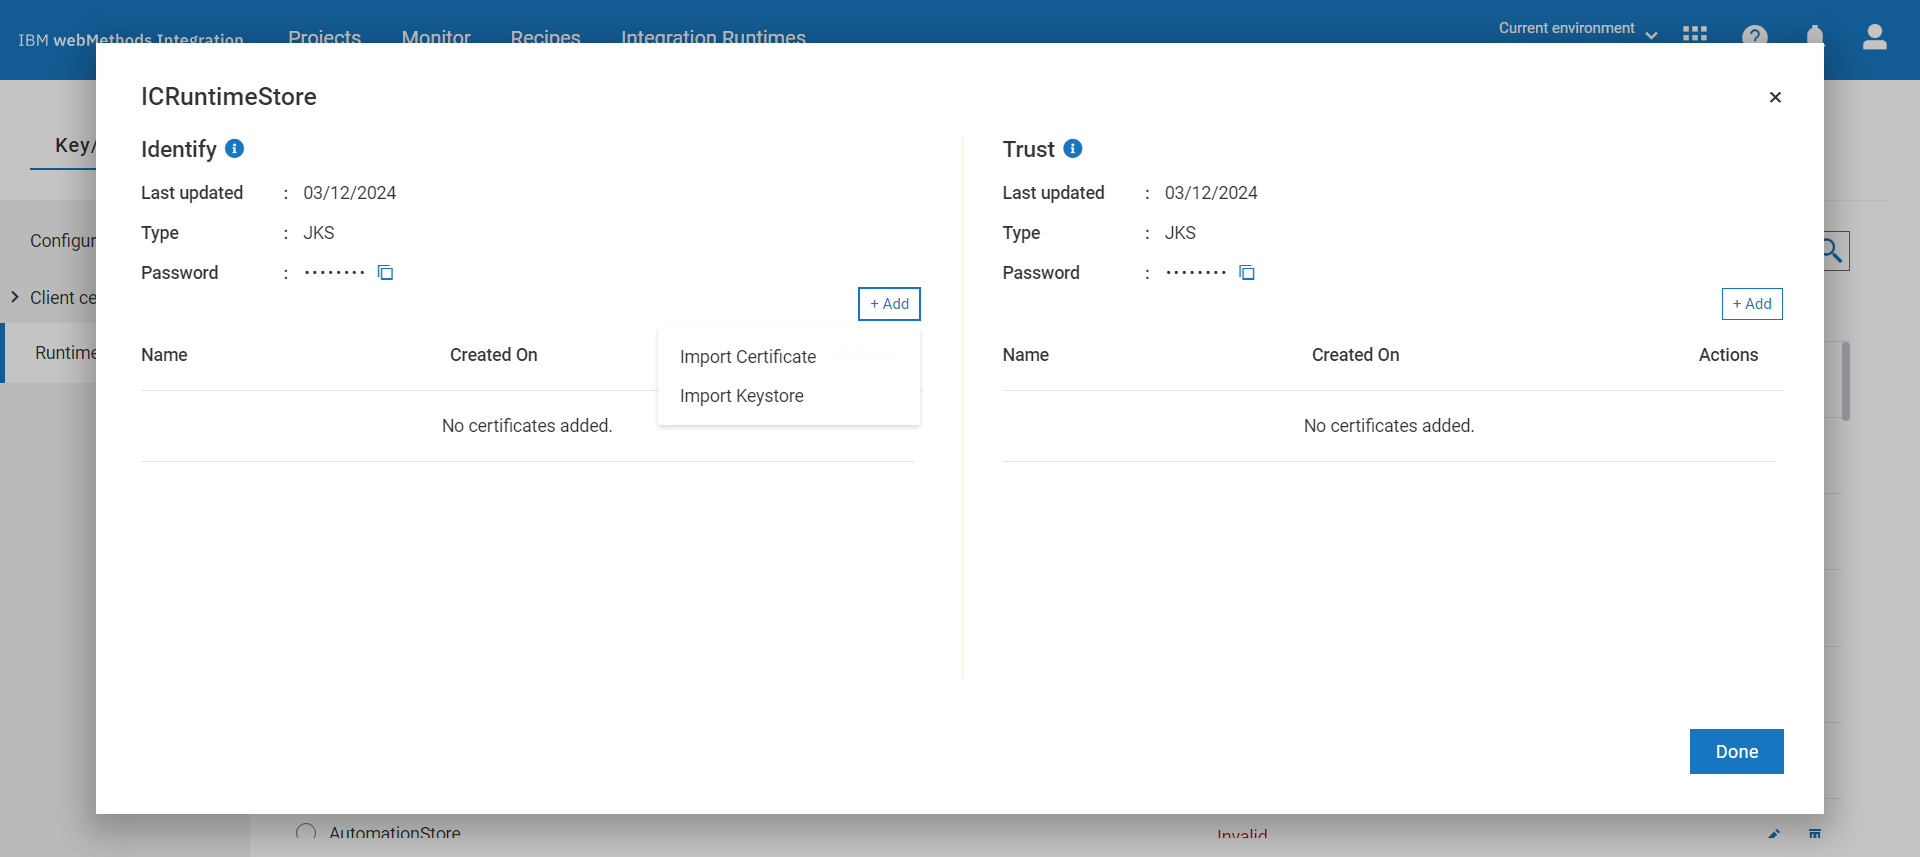 IBM webMethods Integration
Projects
Monitor
Recipes
Integration Runtimes
Current environment
ICRuntimeStore
Key/
Configur
Client ce
Runtime
Identify
Last updated : 03/12/2024
Type : JKS
Password : ········
+ Add
Name Created On Actions
Import Certificate
Import Keystore
No certificates added.
Trust
Last updated : 03/12/2024
Type : JKS
Password : ········
+ Add
Name Created On Actions
No certificates added.
Done
AutomationStore Invalid